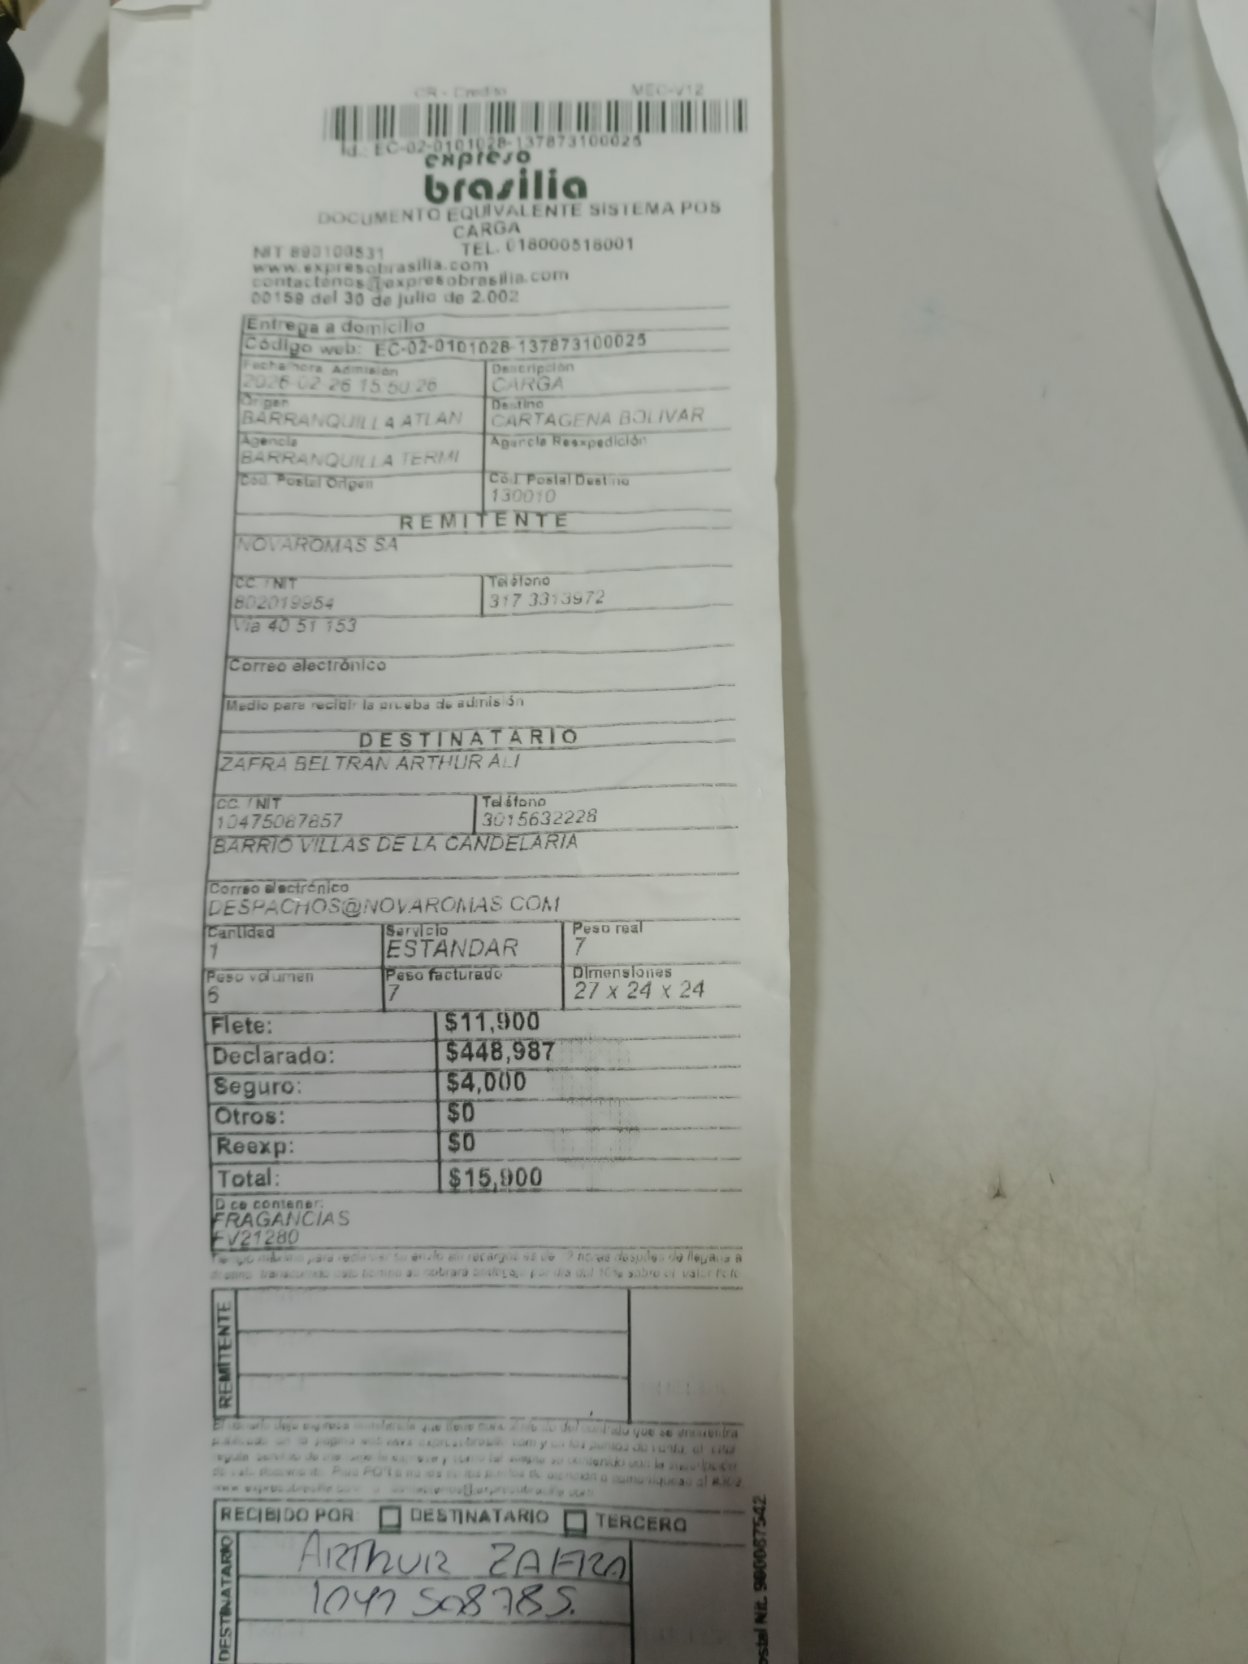 CR - Credito MEC-V12
Id.: EC-02-0101028-137873100025
expreso
brasilia
DOCUMENTO EQUIVALENTE SISTEMA POS
CARGA
NIT 890100531 TEL. 018000518001
www.expresobrasilia.com
contactenos@expresobrasilia.com
00159 del 30 de julio de 2.002
Entrega a domicilio
Código web: EC-02-0101028-137873100025
Fecha/hora Admisión Descripción
2026-02-26 15:50:26 CARGA
Origen Destino
BARRANQUILLA ATLAN CARTAGENA BOLIVAR
Agencia Agencia Reexpedición
BARRANQUILLA TERMI
Cód. Postal Origen Cód. Postal Destino
130010
REMITENTE
NOVAROMAS SA
CC. / NIT Teléfono
802019954 317 3313972
Via 40 51 153
Correo electrónico
Medio para recibir la prueba de admisión
DESTINATARIO
ZAFRA BELTRAN ARTHUR ALI
CC. / NIT Teléfono
10475087857 3015632228
BARRIO VILLAS DE LA CANDELARIA
Correo electrónico
DESPACHOS@NOVAROMAS.COM
Cantidad Servicio Peso real
1 ESTANDAR 7
Peso volumen Peso facturado Dimensiones
6 7 27 x 24 x 24
Flete: $11,900
Declarado: $448,987
Seguro: $4,000
Otros: $0
Reexp: $0
Total: $15,900
Dice contener:
FRAGANCIAS
FV21280
REMITENTE
RECIBIDO POR: DESTINATARIO TERCERO
DESTINATARIO
ARTHUR ZAFRA
1047508785.